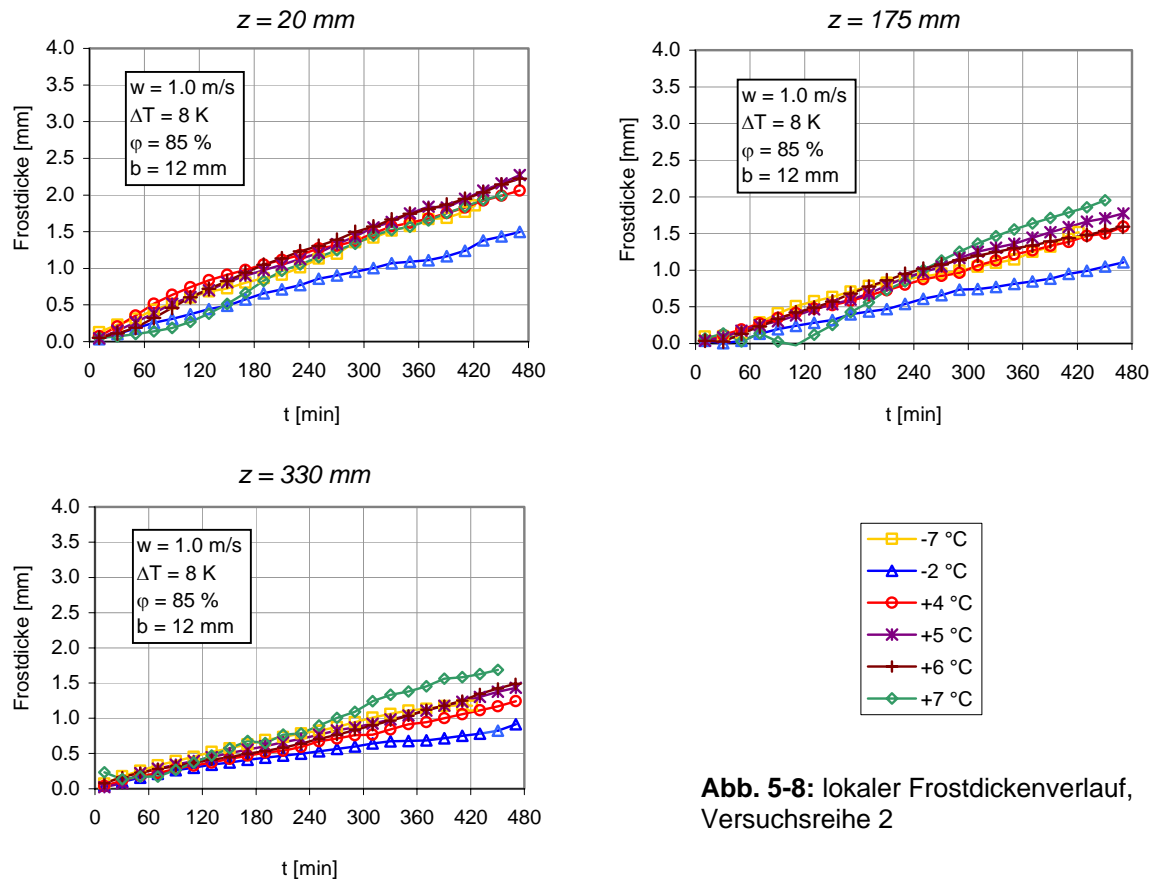 z = 20 mm
4.0
3.5
3.0
2.5
2.0
1.5
1.0
0.5
0.0
Frostdicke [mm]
w = 1.0 m/s
ΔT = 8 K
φ = 85 %
b = 12 mm
0 60 120 180 240 300 360 420 480
t [min]
z = 175 mm
4.0
3.5
3.0
2.5
2.0
1.5
1.0
0.5
0.0
Frostdicke [mm]
w = 1.0 m/s
ΔT = 8 K
φ = 85 %
b = 12 mm
0 60 120 180 240 300 360 420 480
t [min]
z = 330 mm
4.0
3.5
3.0
2.5
2.0
1.5
1.0
0.5
0.0
Frostdicke [mm]
w = 1.0 m/s
ΔT = 8 K
φ = 85 %
b = 12 mm
0 60 120 180 240 300 360 420 480
t [min]
-7 °C
-2 °C
+4 °C
+5 °C
+6 °C
+7 °C
Abb. 5-8: lokaler Frostdickenverlauf,
Versuchsreihe 2